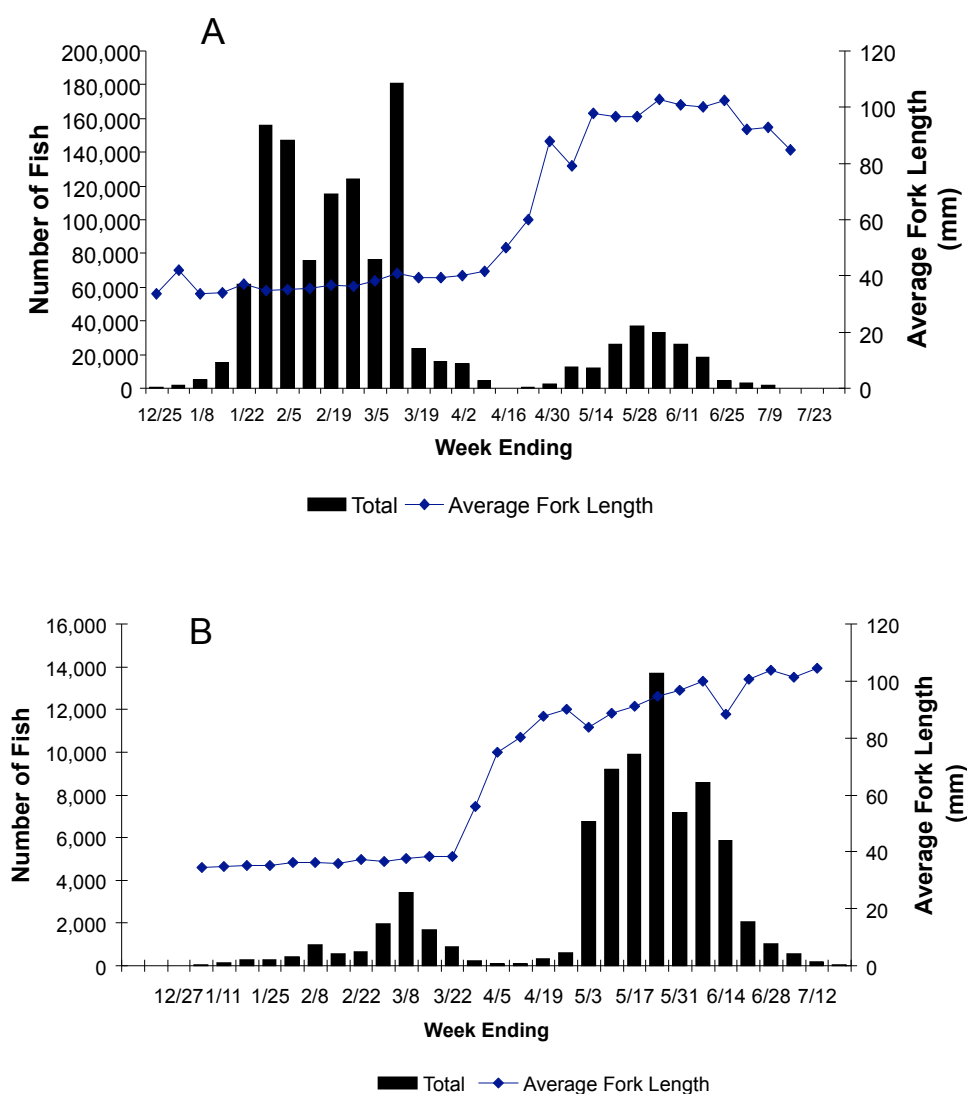 A
200,000
180,000
160,000
140,000
120,000
100,000
80,000
60,000
40,000
20,000
0
Number of Fish
120
100
80
60
40
20
0
Average Fork Length
(mm)
12/25 1/8 1/22 2/5 2/19 3/5 3/19 4/2 4/16 4/30 5/14 5/28 6/11 6/25 7/9 7/23
Week Ending
Total Average Fork Length
B
16,000
14,000
12,000
10,000
8,000
6,000
4,000
2,000
0
Number of Fish
120
100
80
60
40
20
0
Average Fork Length
(mm)
12/27 1/11 1/25 2/8 2/22 3/8 3/22 4/5 4/19 5/3 5/17 5/31 6/14 6/28 7/12
Week Ending
Total Average Fork Length